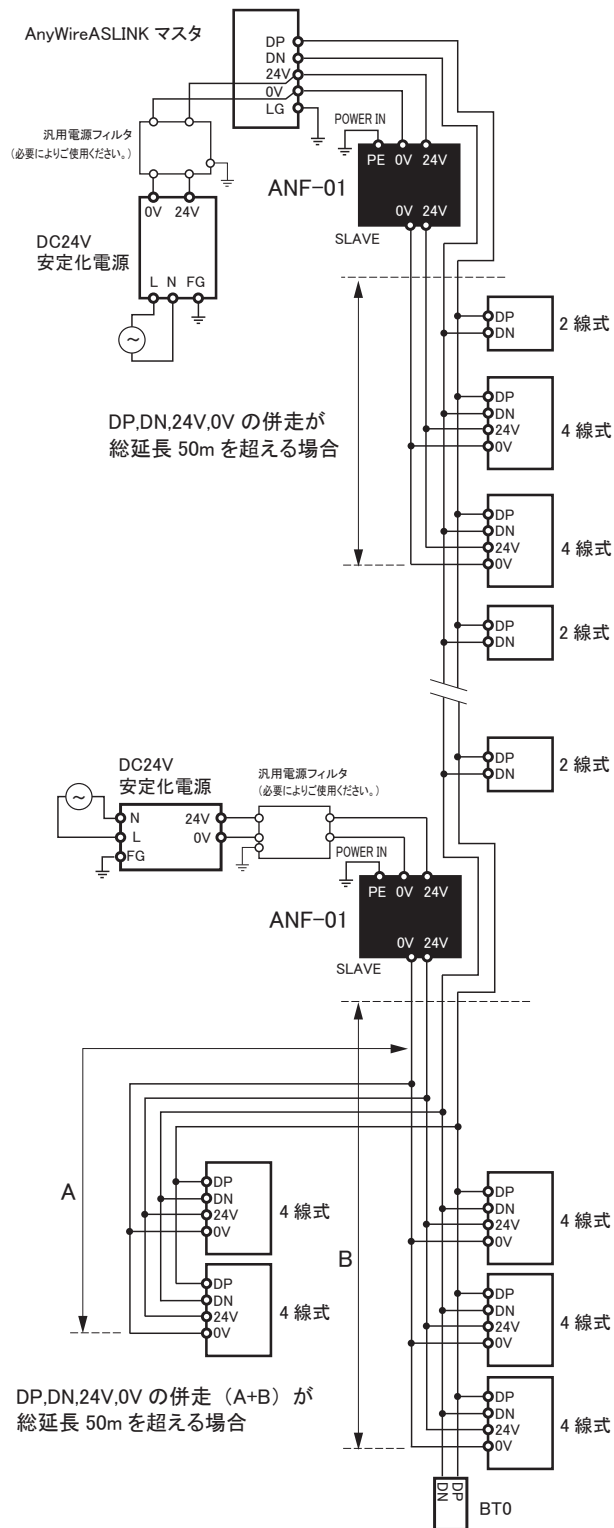 AnyWireASLINK マスタ
DP
DN
24V
0V
LG
汎用電源フィルタ
(必要によりご使用ください。)
POWER IN
PE 0V 24V
ANF-01
0V 24V
SLAVE
0V 24V
DC24V
安定化電源
L N FG
DP
DN
2 線式
DP,DN,24V,0V の併走が
総延長 50m を超える場合
DP
DN
24V
0V
4 線式
DP
DN
24V
0V
4 線式
DP
DN
2 線式
DP
DN
2 線式
DC24V
安定化電源
N
L
FG
24V
0V
汎用電源フィルタ
(必要によりご使用ください。)
POWER IN
PE 0V 24V
ANF-01
0V 24V
SLAVE
A
DP
DN
24V
0V
4 線式
DP
DN
24V
0V
4 線式
B
DP
DN
24V
0V
4 線式
DP
DN
24V
0V
4 線式
DP
DN
24V
0V
4 線式
DP,DN,24V,0V の併走（A+B）が
総延長 50m を超える場合
DN
DP
BT0